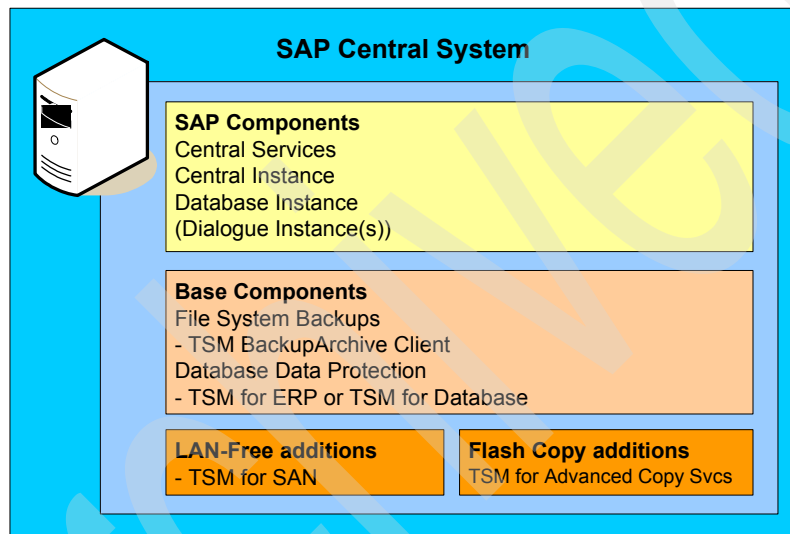 SAP Central System
SAP Components
Central Services
Central Instance
Database Instance
(Dialogue Instance(s))
Base Components
File System Backups
- TSM BackupArchive Client
Database Data Protection
- TSM for ERP or TSM for Database
LAN-Free additions
- TSM for SAN
Flash Copy additions
TSM for Advanced Copy Svcs